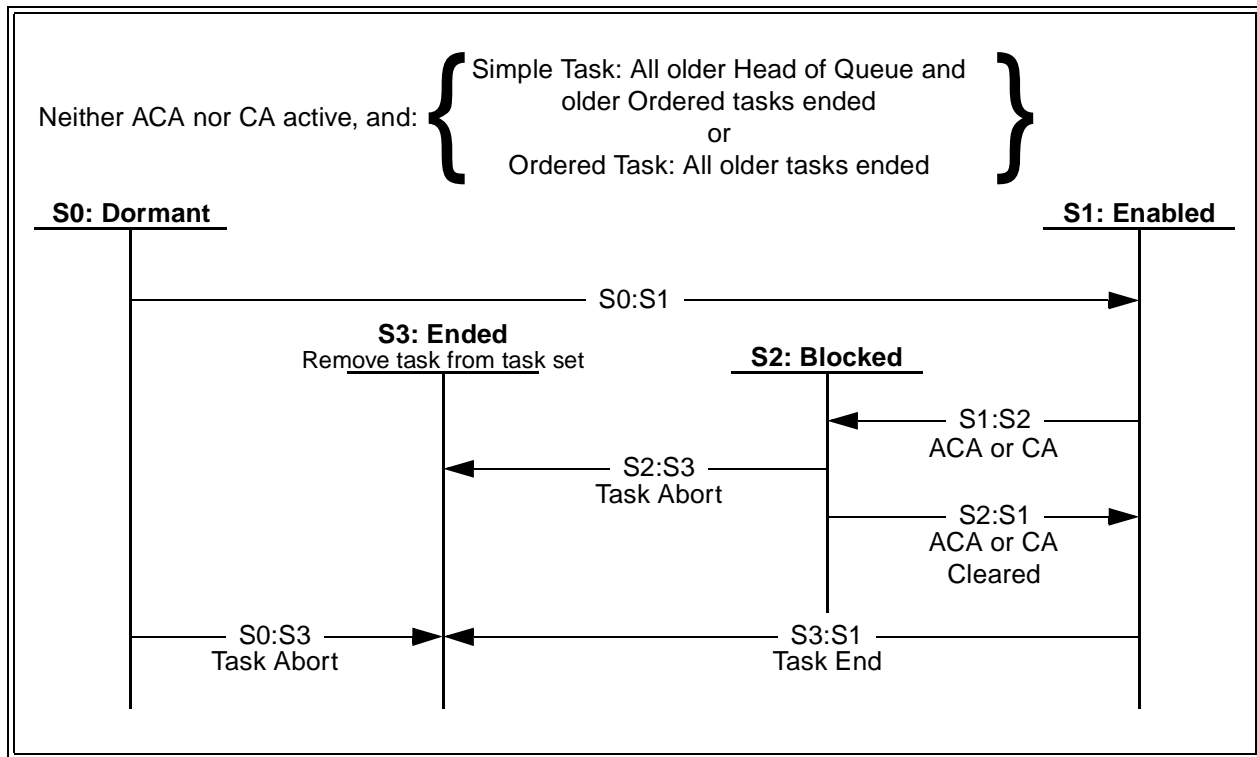 Simple Task: All older Head of Queue and
older Ordered tasks ended
Neither ACA nor CA active, and: {
}
or
Ordered Task: All older tasks ended
S0: Dormant
S1: Enabled
S0:S1
S3: Ended
Remove task from task set
S2: Blocked
S1:S2
ACA or CA
S2:S3
Task Abort
S2:S1
ACA or CA
Cleared
S0:S3
Task Abort
S3:S1
Task End